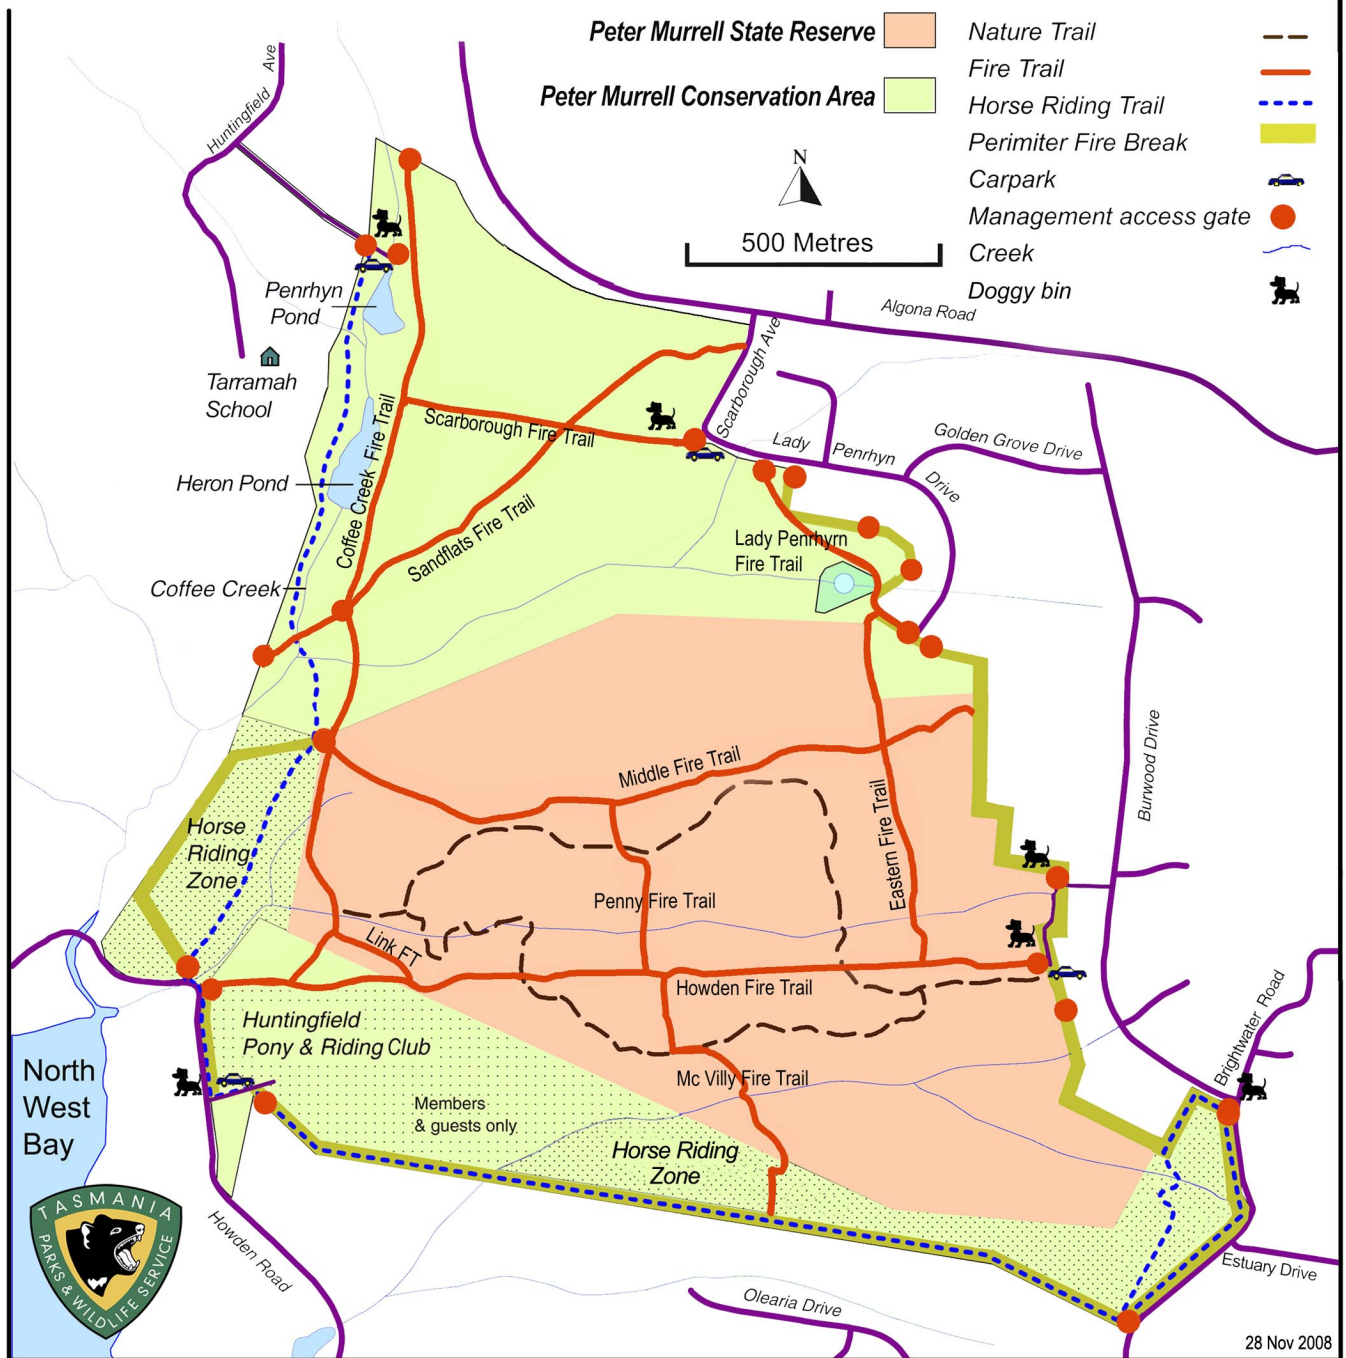 Peter Murrell State Reserve
Peter Murrell Conservation Area
Nature Trail
Fire Trail
Horse Riding Trail
Perimiter Fire Break
Carpark
Management access gate
Creek
Doggy bin
N
500 Metres
Huntingfield Ave
Algona Road
Penrhyn
Pond
Tarramah
School
Scarborough Ave
Scarborough Fire Trail
Coffee Creek Fire Trail
Lady Penrhyn Drive
Golden Grove Drive
Heron Pond
Sandflats Fire Trail
Lady Penrhyrn
Fire Trail
Coffee Creek
Burwood Drive
Middle Fire Trail
Horse
Riding
Zone
Eastern Fire Trail
Penny Fire Trail
Link FT
Howden Fire Trail
Huntingfield
Pony & Riding Club
Brightwater Road
North
West
Bay
Mc Villy Fire Trail
Members
& guests only
Horse Riding
Zone
Howden Road
Estuary Drive
Olearia Drive
TASMANIA
PARKS & WILDLIFE SERVICE
28 Nov 2008